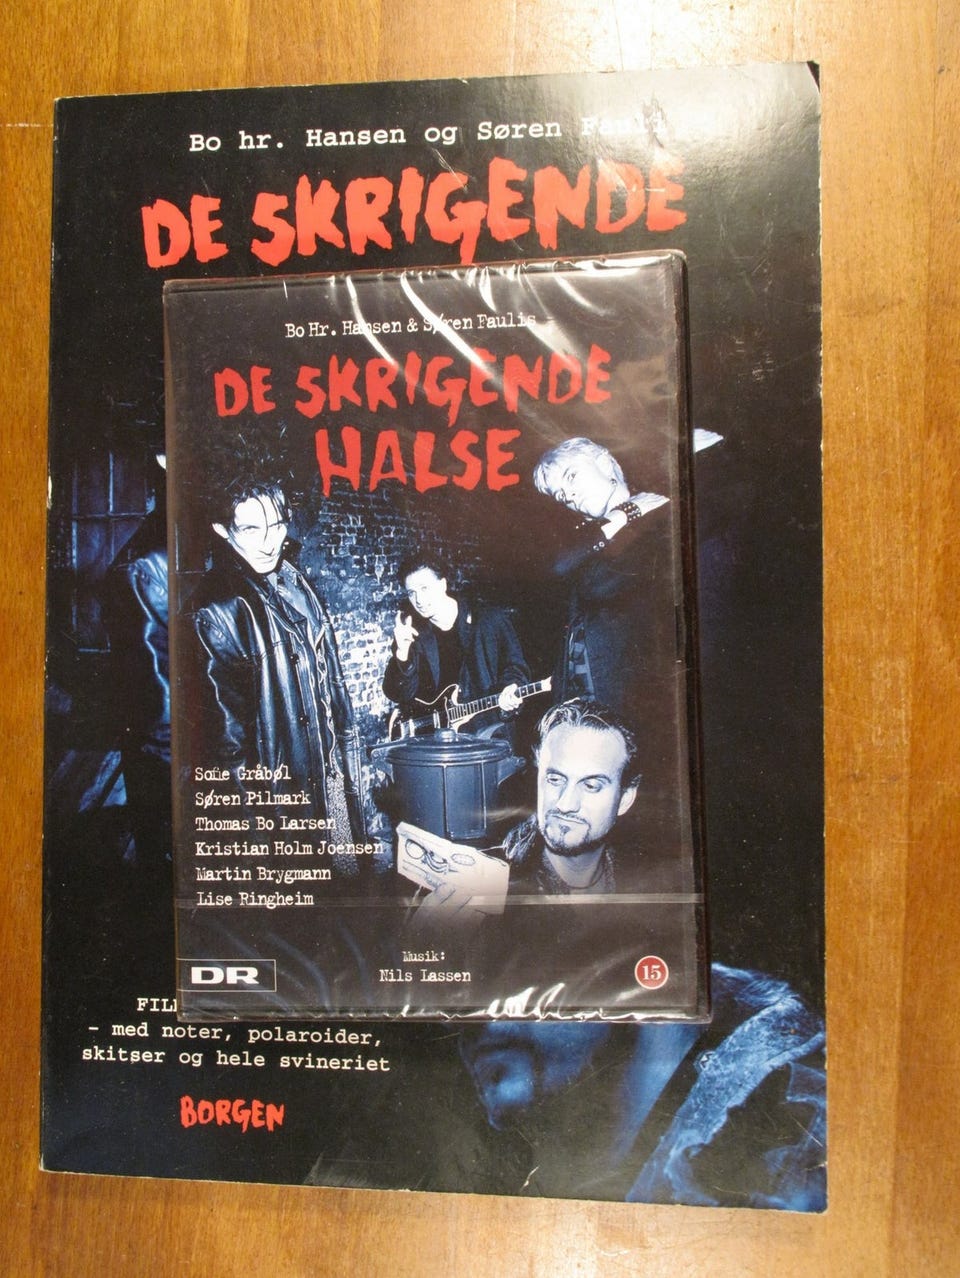 Bo hr. Hansen og Søren
DE SKRIGENDE
Bo Hr. Hansen & Søren Faulis -
DE SKRIGENDE
HALSE
Sofie Gråbøl
Søren Pilmark
Thomas Bo Larsen
Kristian Holm Joensen
Martin Brygmann
Lise Ringheim
Musik:
Nils Lassen
DR
15
- med noter, polaroider,
skitser og hele svineriet
BORGEN